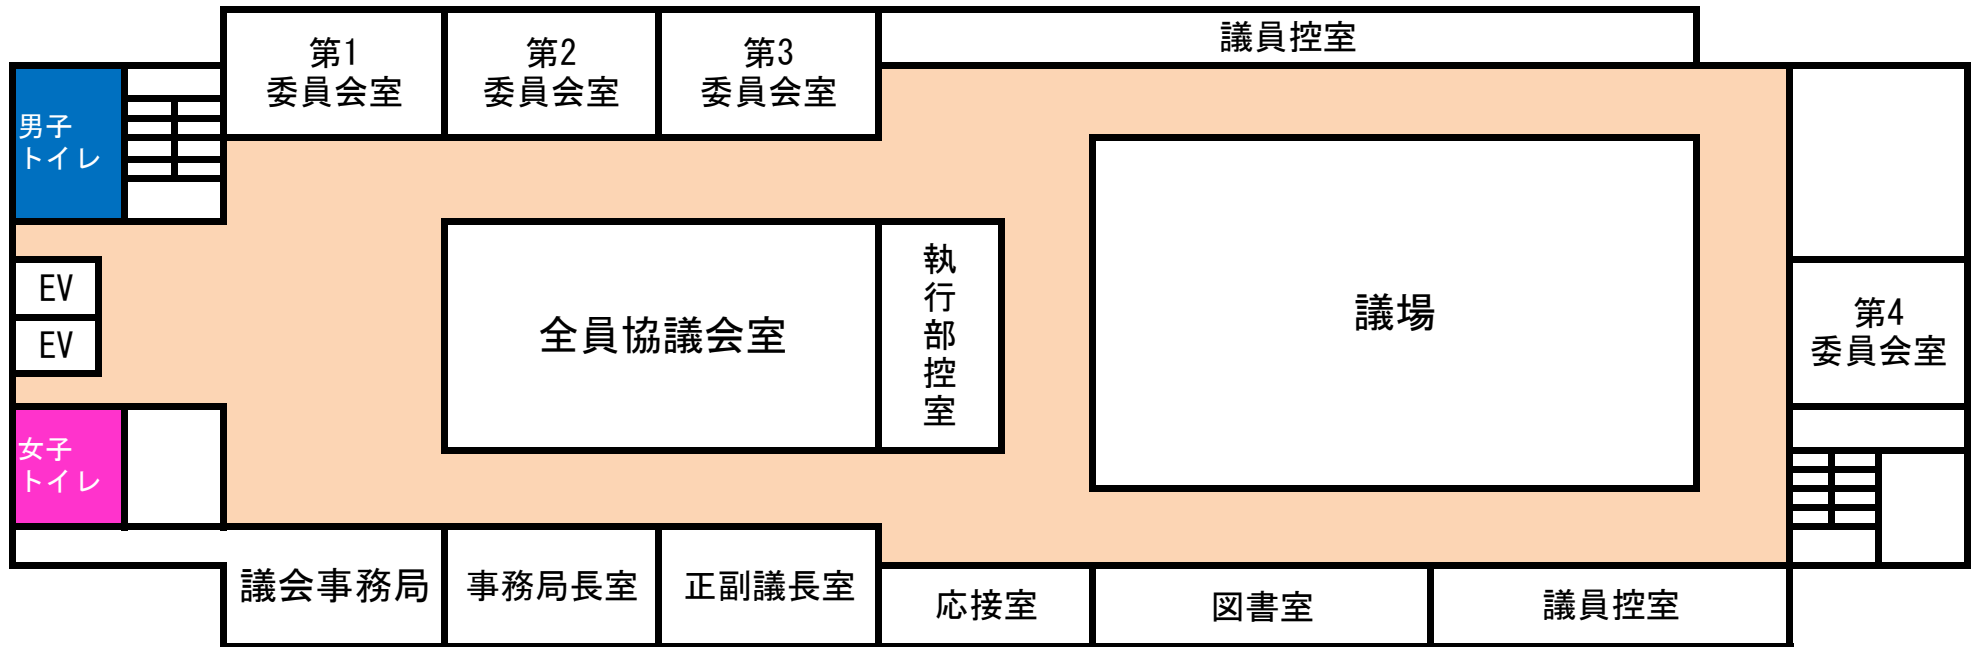 第1
委員会室
第2
委員会室
第3
委員会室
議員控室
男子
トイレ
EV
EV
全員協議会室
執行部控室
議場
第4
委員会室
女子
トイレ
議会事務局
事務局長室
正副議長室
応接室
図書室
議員控室